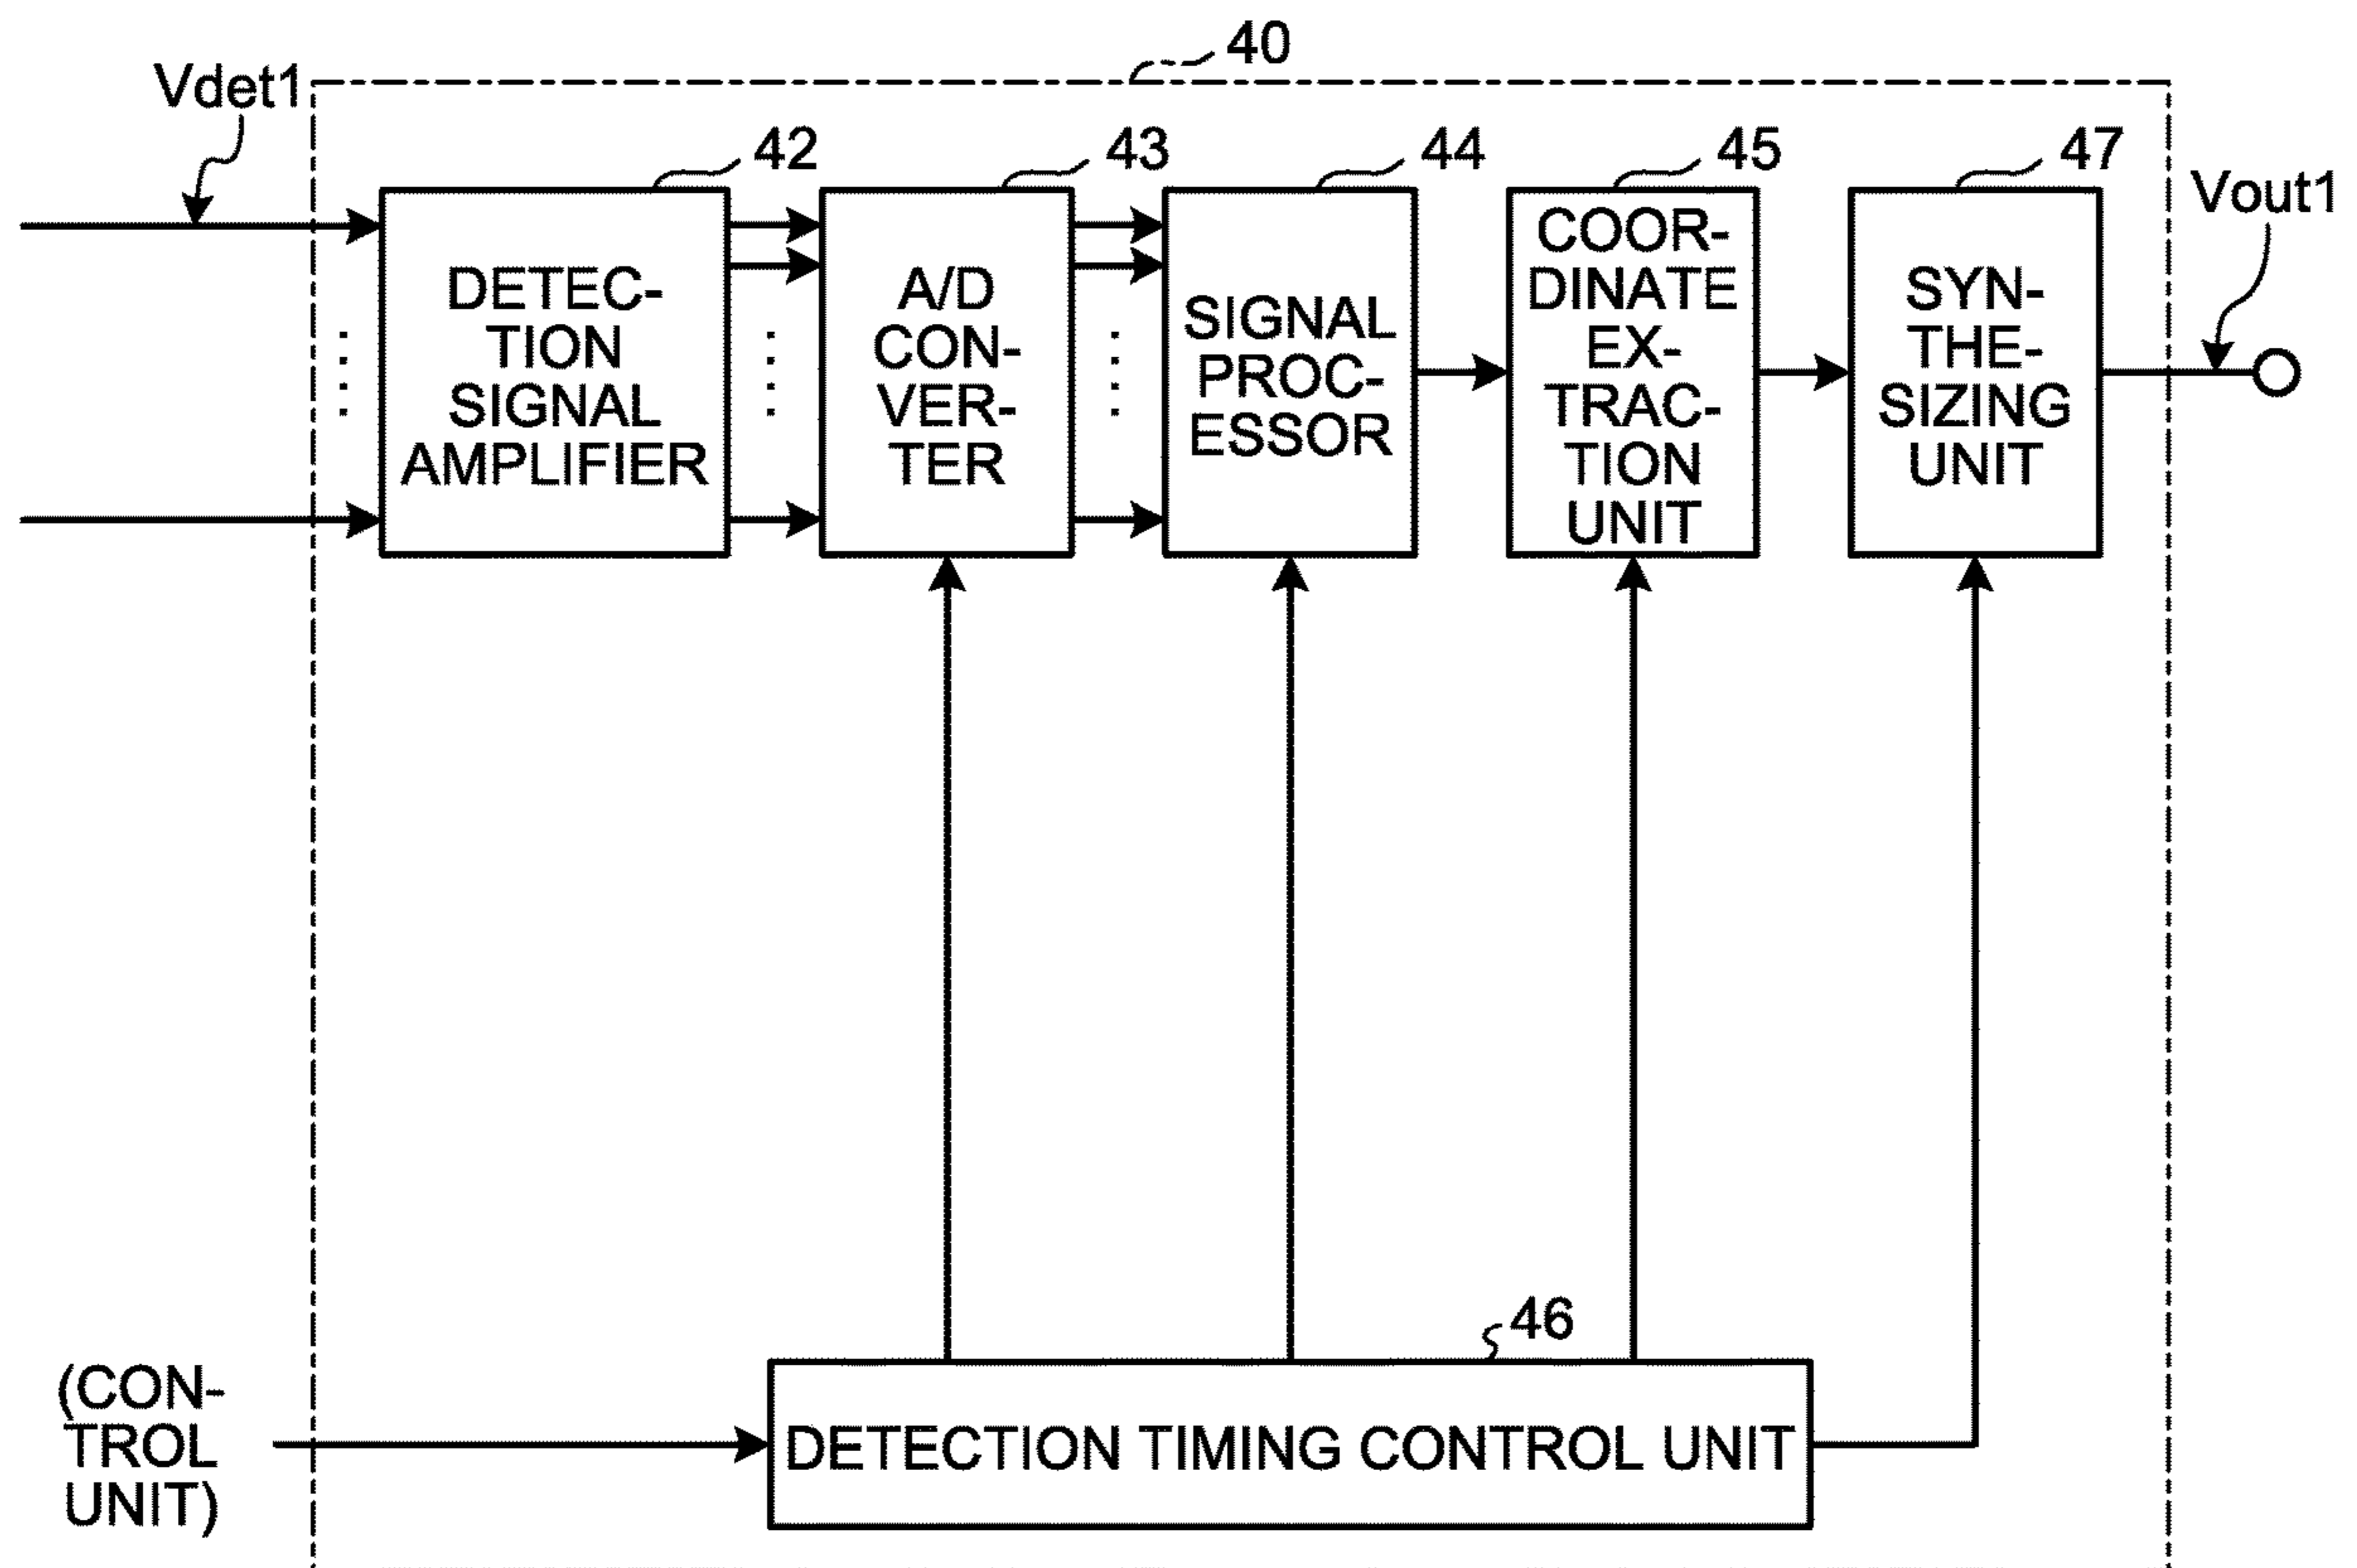 40
Vdet1
42
43
44
45
47
Vout1
DETEC-
TION
SIGNAL
AMPLIFIER
A/D
CON-
VER-
TER
SIGNAL
PROC-
ESSOR
COOR-
DINATE
EX-
TRAC-
TION
UNIT
SYN-
THE-
SIZING
UNIT
46
(CON-
TROL
UNIT)
DETECTION TIMING CONTROL UNIT